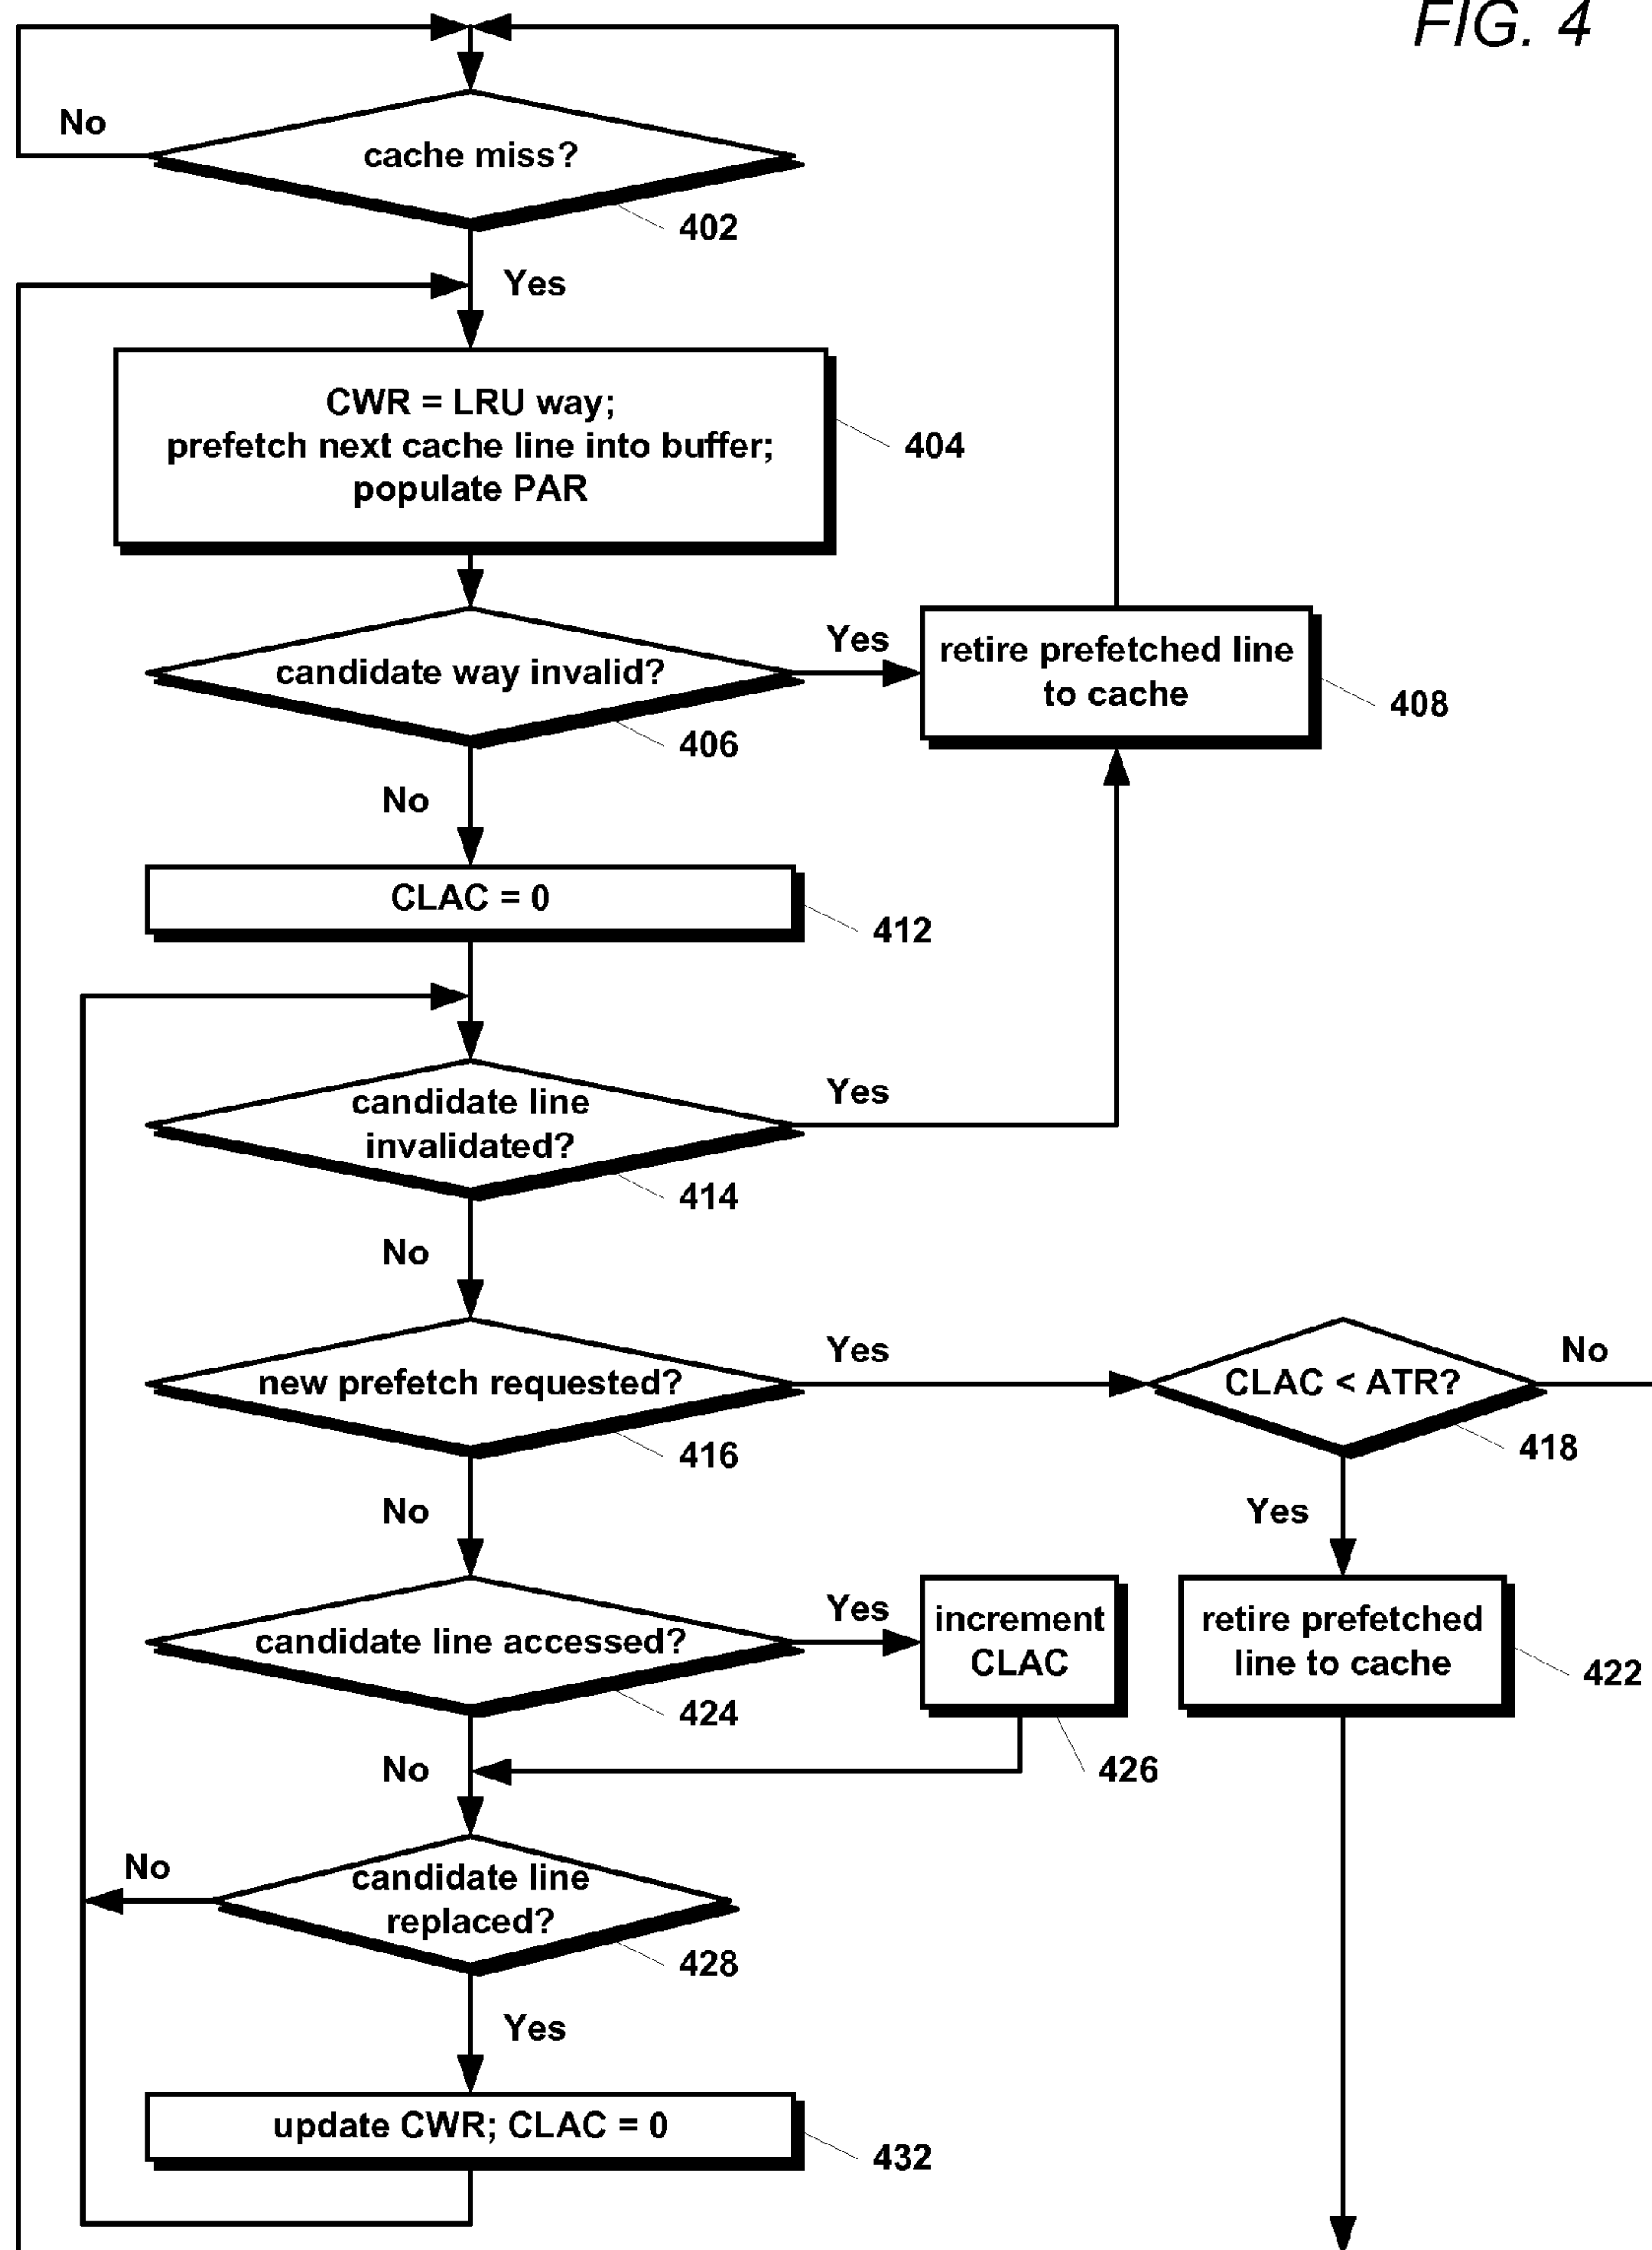 FIG. 4
No
cache miss?
402
Yes
CWR = LRU way;
prefetch next cache line into buffer;
populate PAR
404
candidate way invalid?
Yes
406
retire prefetched line
to cache
408
No
CLAC = 0
412
candidate line
invalidated?
Yes
414
No
new prefetch requested?
Yes
416
CLAC < ATR?
No
418
Yes
No
candidate line accessed?
Yes
424
increment
CLAC
426
retire prefetched
line to cache
422
No
candidate line
replaced?
No
428
Yes
update CWR; CLAC = 0
432